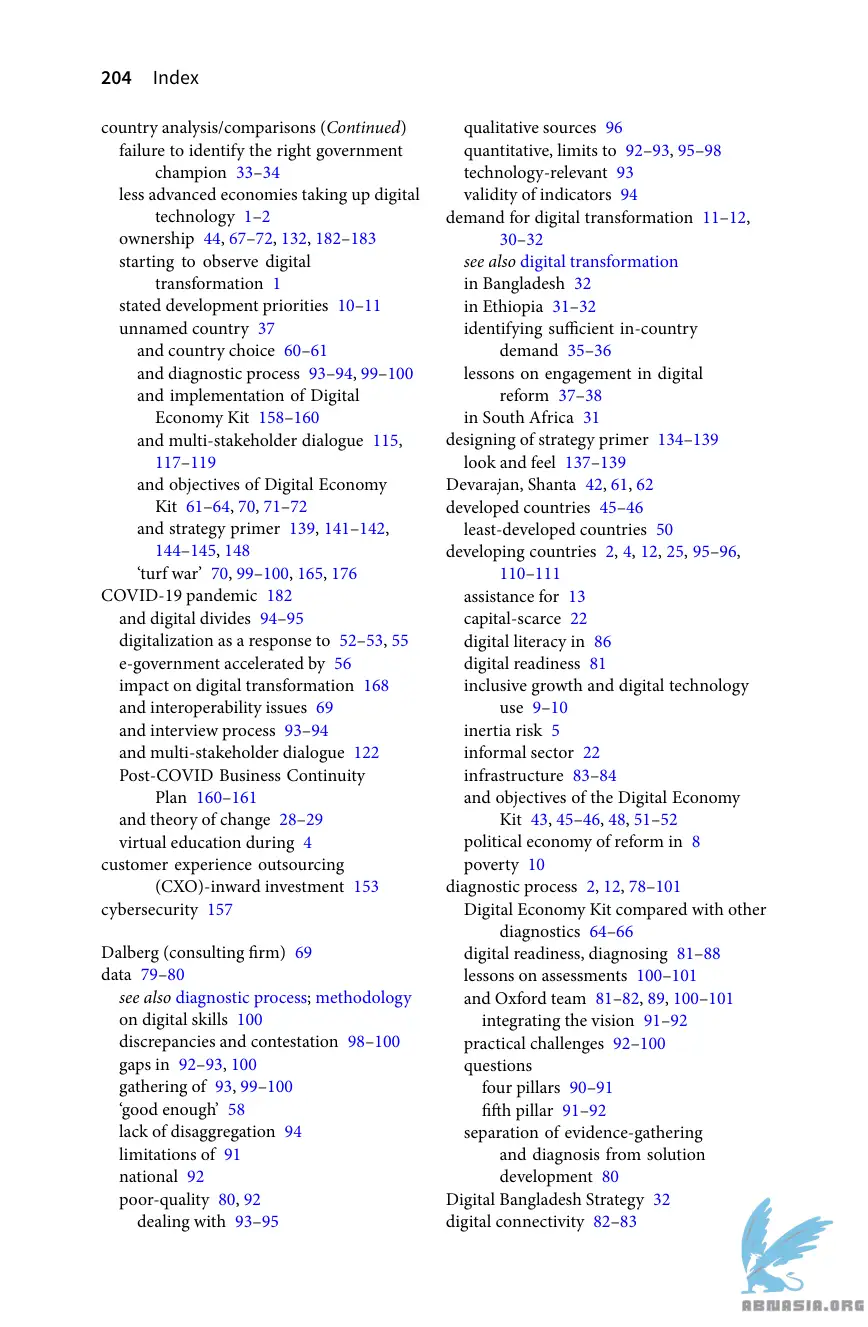 204 Index
country analysis/comparisons (Continued)
failure to identify the right government
champion 33–34
less advanced economies taking up digital
technology 1–2
ownership 44, 67–72, 132, 182–183
starting to observe digital
transformation 1
stated development priorities 10–11
unnamed country 37
and country choice 60–61
and diagnostic process 93–94, 99–100
and implementation of Digital
Economy Kit 158–160
and multi-stakeholder dialogue 115,
117–119
and objectives of Digital Economy
Kit 61–64, 70, 71–72
and strategy primer 139, 141–142,
144–145, 148
‘turf war’ 70, 99–100, 165, 176
COVID-19 pandemic 182
and digital divides 94–95
digitalization as a response to 52–53, 55
e-government accelerated by 56
impact on digital transformation 168
and interoperability issues 69
and interview process 93–94
and multi-stakeholder dialogue 122
Post-COVID Business Continuity
Plan 160–161
and theory of change 28–29
virtual education during 4
customer experience outsourcing
(CXO)-inward investment 153
cybersecurity 157
Dalberg (consulting firm) 69
data 79–80
see also diagnostic process; methodology
on digital skills 100
discrepancies and contestation 98–100
gaps in 92–93, 100
gathering of 93, 99–100
‘good enough’ 58
lack of disaggregation 94
limitations of 91
national 92
poor-quality 80, 92
dealing with 93–95
qualitative sources 96
quantitative, limits to 92–93, 95–98
technology-relevant 93
validity of indicators 94
demand for digital transformation 11–12,
30–32
see also digital transformation
in Bangladesh 32
in Ethiopia 31–32
identifying sufficient in-country
demand 35–36
lessons on engagement in digital
reform 37–38
in South Africa 31
designing of strategy primer 134–139
look and feel 137–139
Devarajan, Shanta 42, 61, 62
developed countries 45–46
least-developed countries 50
developing countries 2, 4, 12, 25, 95–96,
110–111
assistance for 13
capital-scarce 22
digital literacy in 86
digital readiness 81
inclusive growth and digital technology
use 9–10
inertia risk 5
informal sector 22
infrastructure 83–84
and objectives of the Digital Economy
Kit 43, 45–46, 48, 51–52
political economy of reform in 8
poverty 10
diagnostic process 2, 12, 78–101
Digital Economy Kit compared with other
diagnostics 64–66
digital readiness, diagnosing 81–88
lessons on assessments 100–101
and Oxford team 81–82, 89, 100–101
integrating the vision 91–92
practical challenges 92–100
questions
four pillars 90–91
fifth pillar 91–92
separation of evidence-gathering
and diagnosis from solution
development 80
Digital Bangladesh Strategy 32
digital connectivity 82–83
ABNASIA.ORG